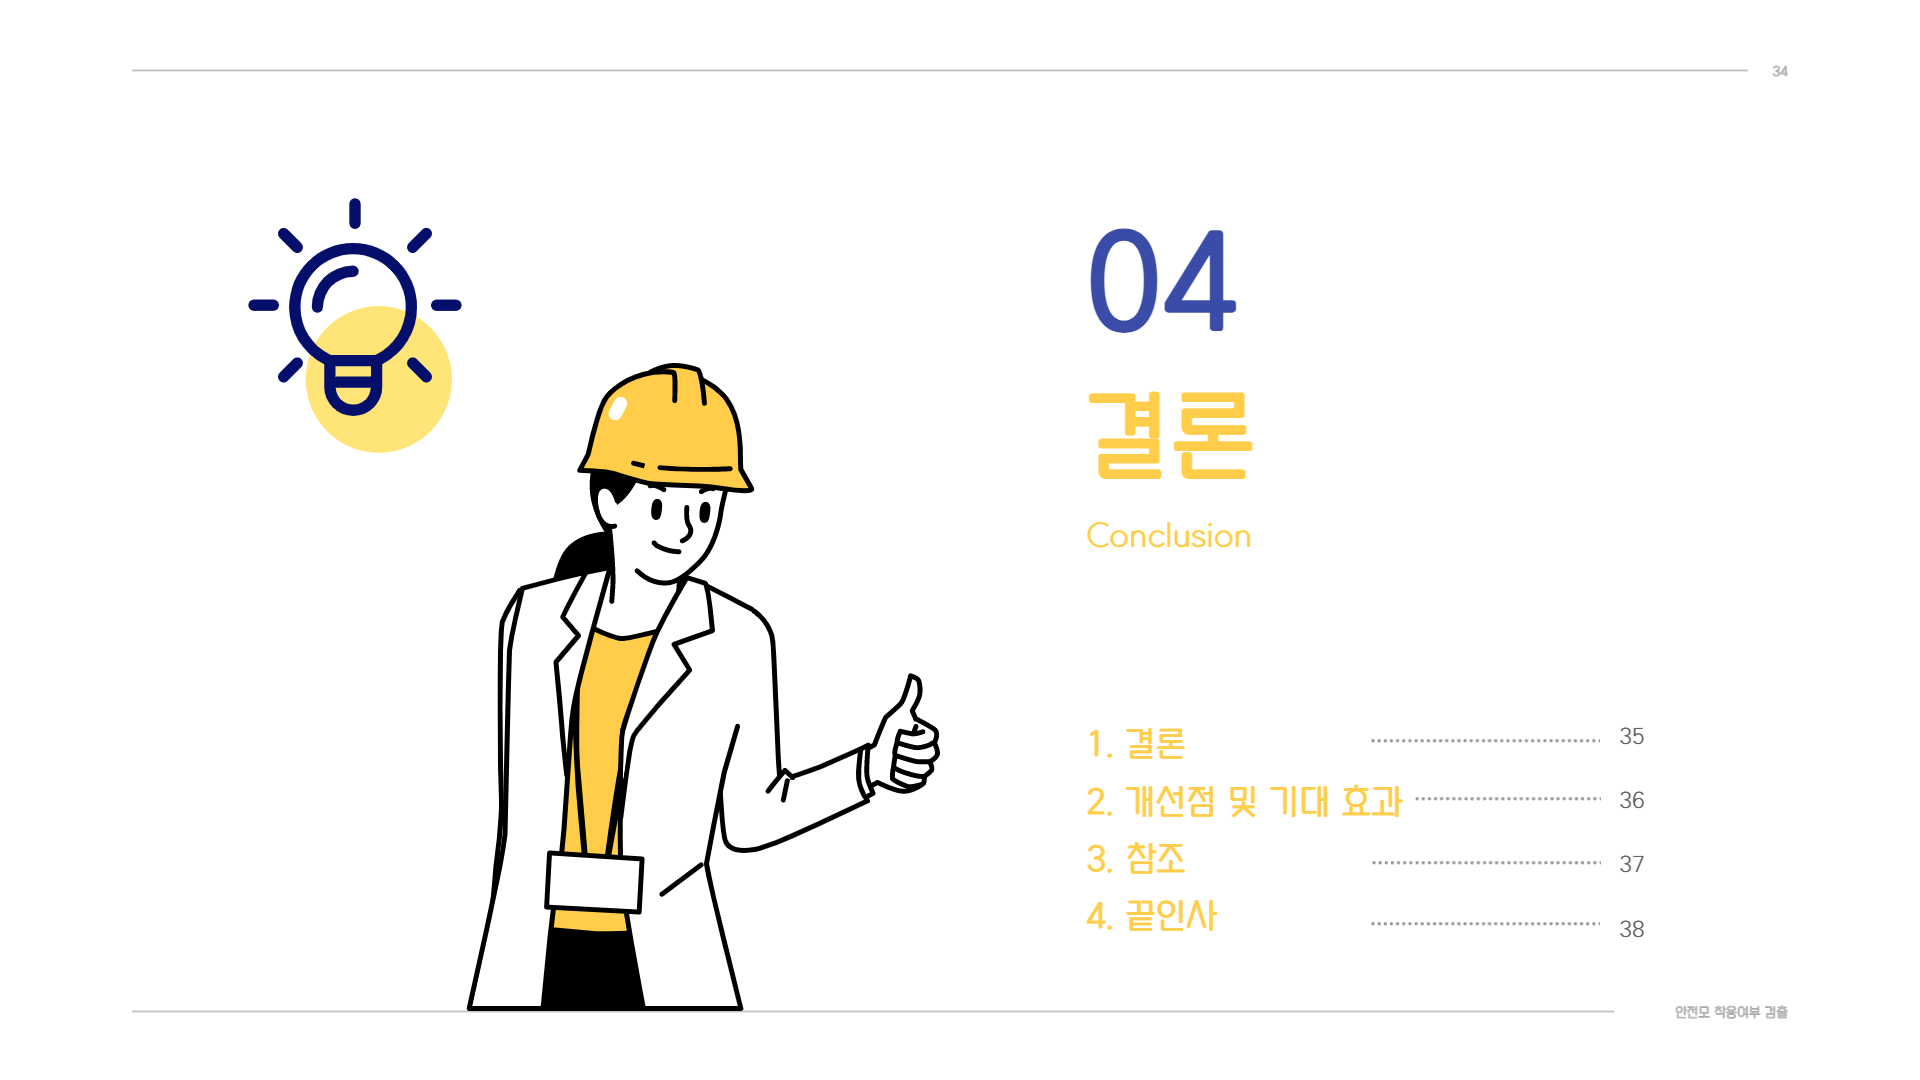 34
04
결론
Conclusion
1. 결론 35
2. 개선점 및 기대 효과 36
3. 참조 37
4. 끝인사 38
안전모 착용여부 검출